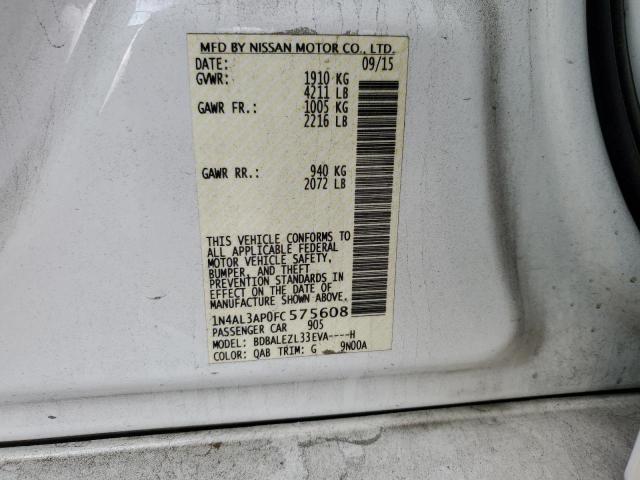 MFD BY NISSAN MOTOR CO., LTD.
DATE: 09/15
GVWR: 1910 KG
4211 LB
GAWR FR.: 1005 KG
2216 LB
GAWR RR.: 940 KG
2072 LB
THIS VEHICLE CONFORMS TO
ALL APPLICABLE FEDERAL
MOTOR VEHICLE SAFETY,
BUMPER, AND THEFT
PREVENTION STANDARDS IN
EFFECT ON THE DATE OF
MANUFACTURE SHOWN ABOVE.
1N4AL3AP0FC575608
PASSENGER CAR 905
MODEL: BDBALEZL33EVA----H
COLOR: QAB TRIM: G 9N00A